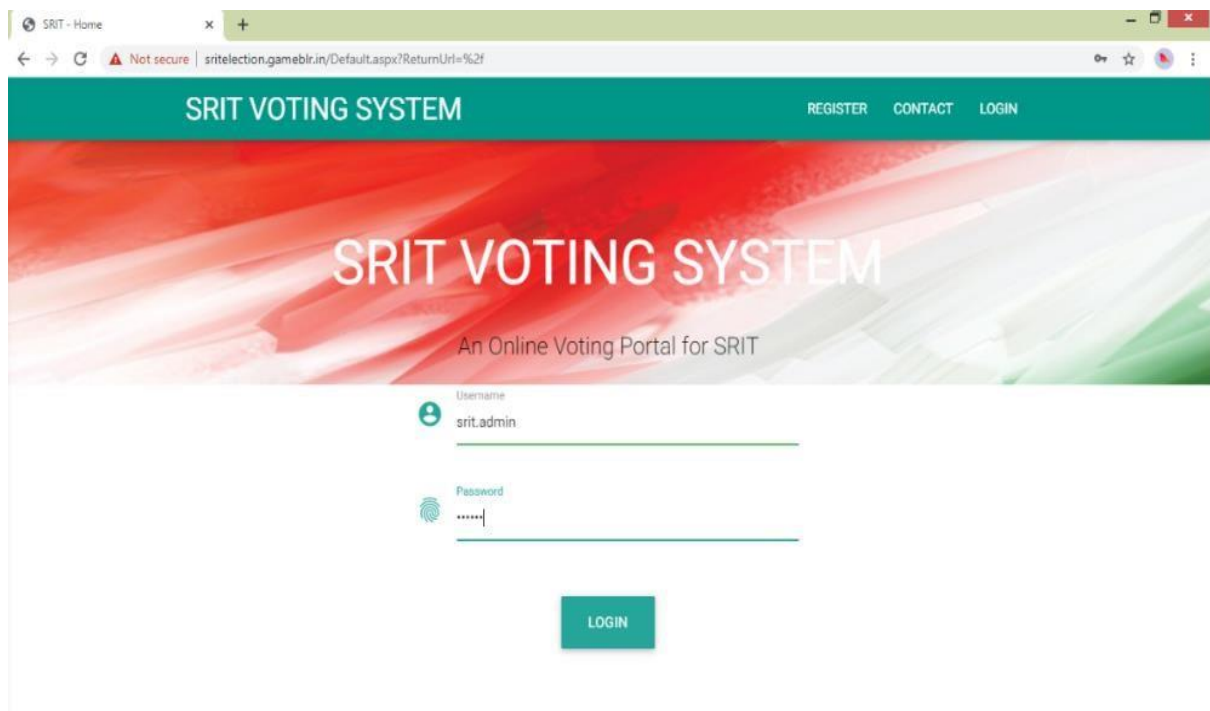 SRIT - Home
Not secure | sritelection.gameblr.in/Default.aspx?ReturnUrl=%2f
SRIT VOTING SYSTEM
REGISTER CONTACT LOGIN
SRIT VOTING SYSTEM
An Online Voting Portal for SRIT
Username
srit.admin
Password
••••••
LOGIN